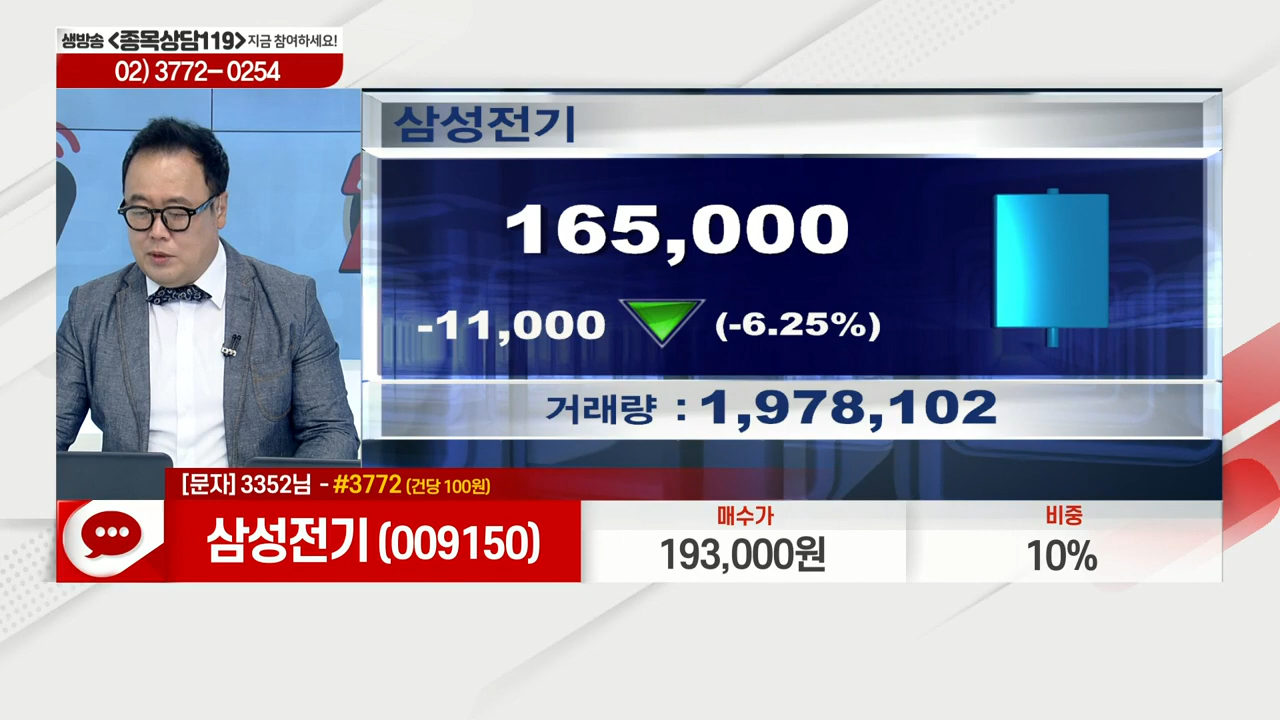 생방송 <종목상담119> 지금 참여하세요!
02) 3772-0254
삼성전기
165,000
-11,000 (-6.25%)
거래량 : 1,978,102
[문자] 3352님 - #3772 (건당 100원)
삼성전기 (009150)
매수가
193,000원
비중
10%